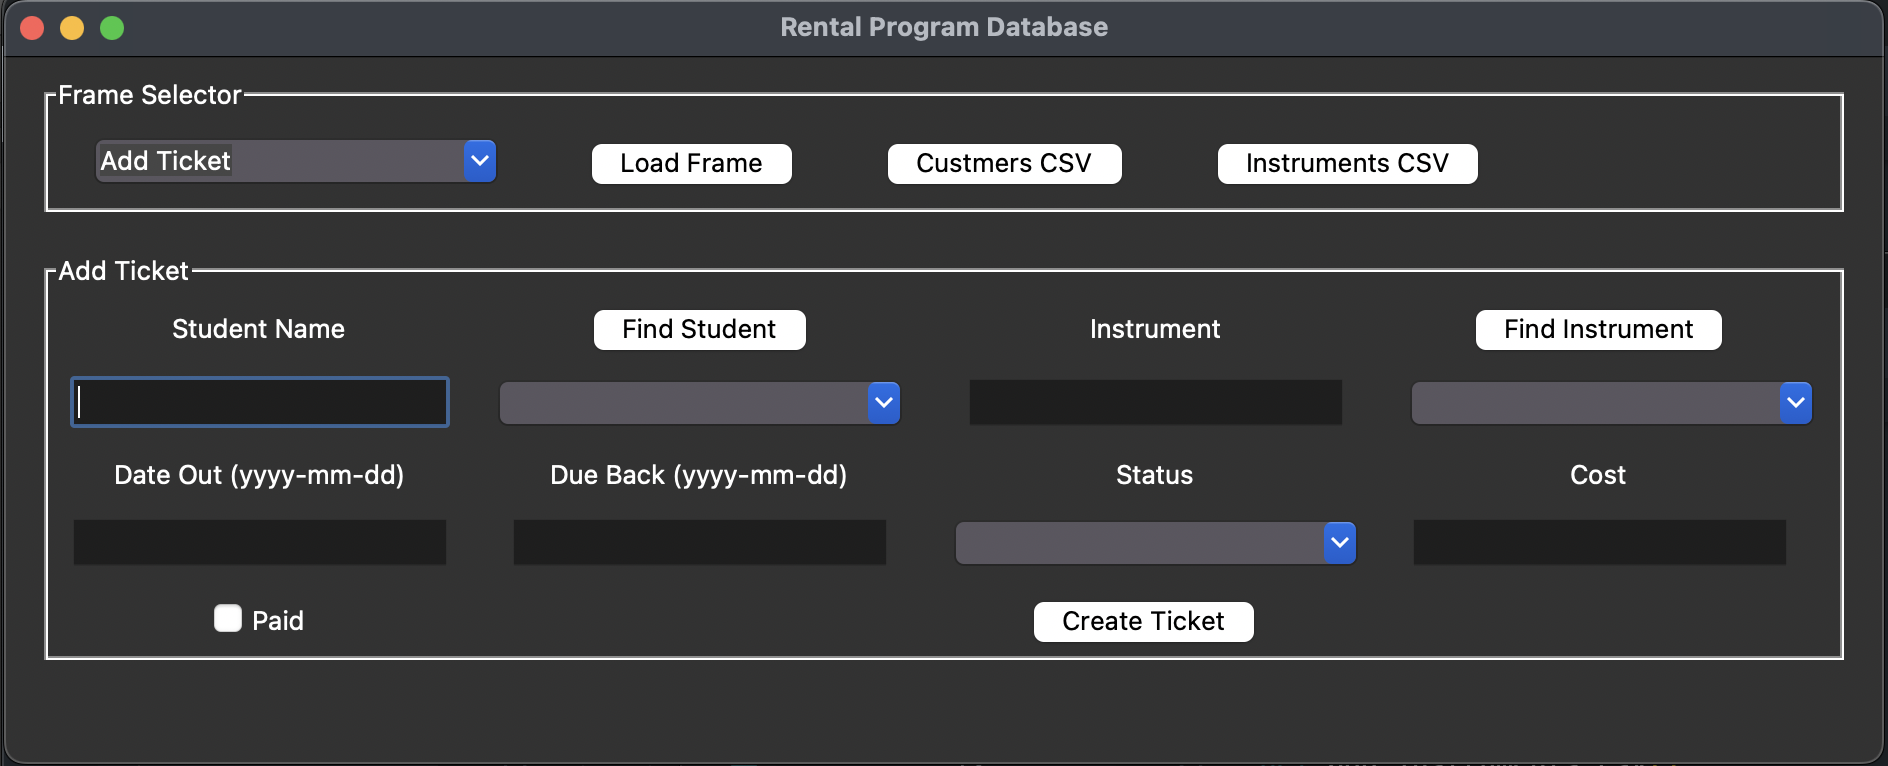 Rental Program Database
Frame Selector
Add Ticket
Load Frame
Custmers CSV
Instruments CSV
Add Ticket
Student Name
Find Student
Instrument
Find Instrument
Date Out (yyyy-mm-dd)
Due Back (yyyy-mm-dd)
Status
Cost
Paid
Create Ticket